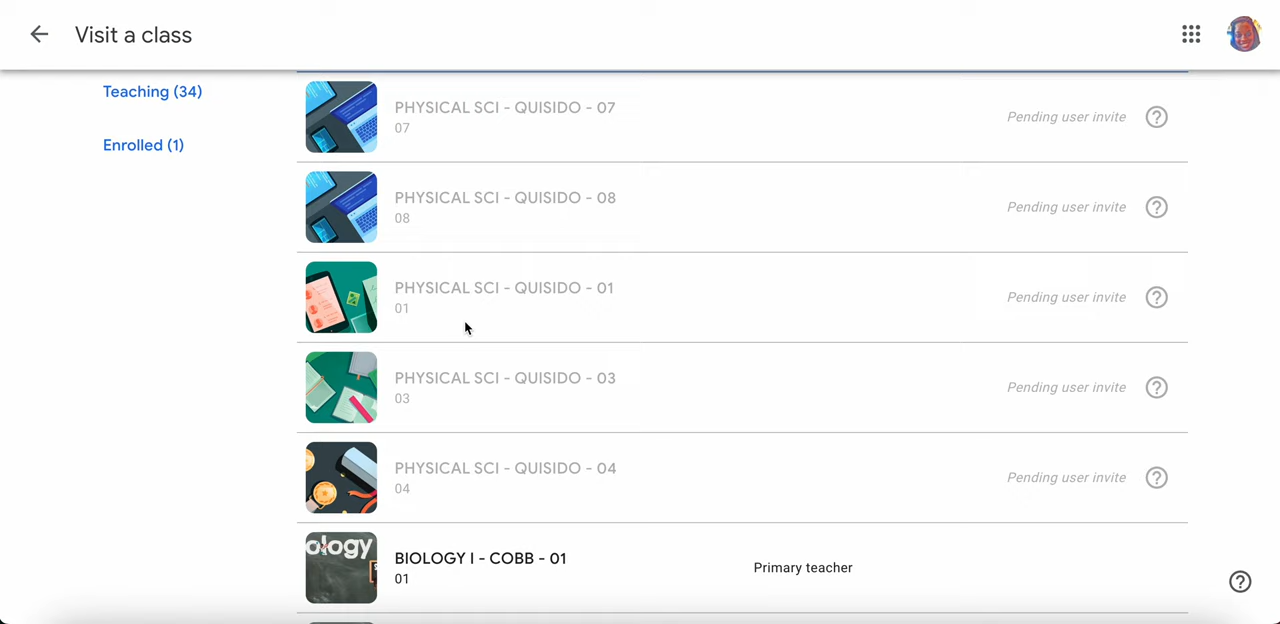 Visit a class
Teaching (34)
Enrolled (1)
PHYSICAL SCI - QUISIDO - 07
07
Pending user invite
PHYSICAL SCI - QUISIDO - 08
08
Pending user invite
PHYSICAL SCI - QUISIDO - 01
01
Pending user invite
PHYSICAL SCI - QUISIDO - 03
03
Pending user invite
PHYSICAL SCI - QUISIDO - 04
04
Pending user invite
ology
BIOLOGY I - COBB - 01
01
Primary teacher